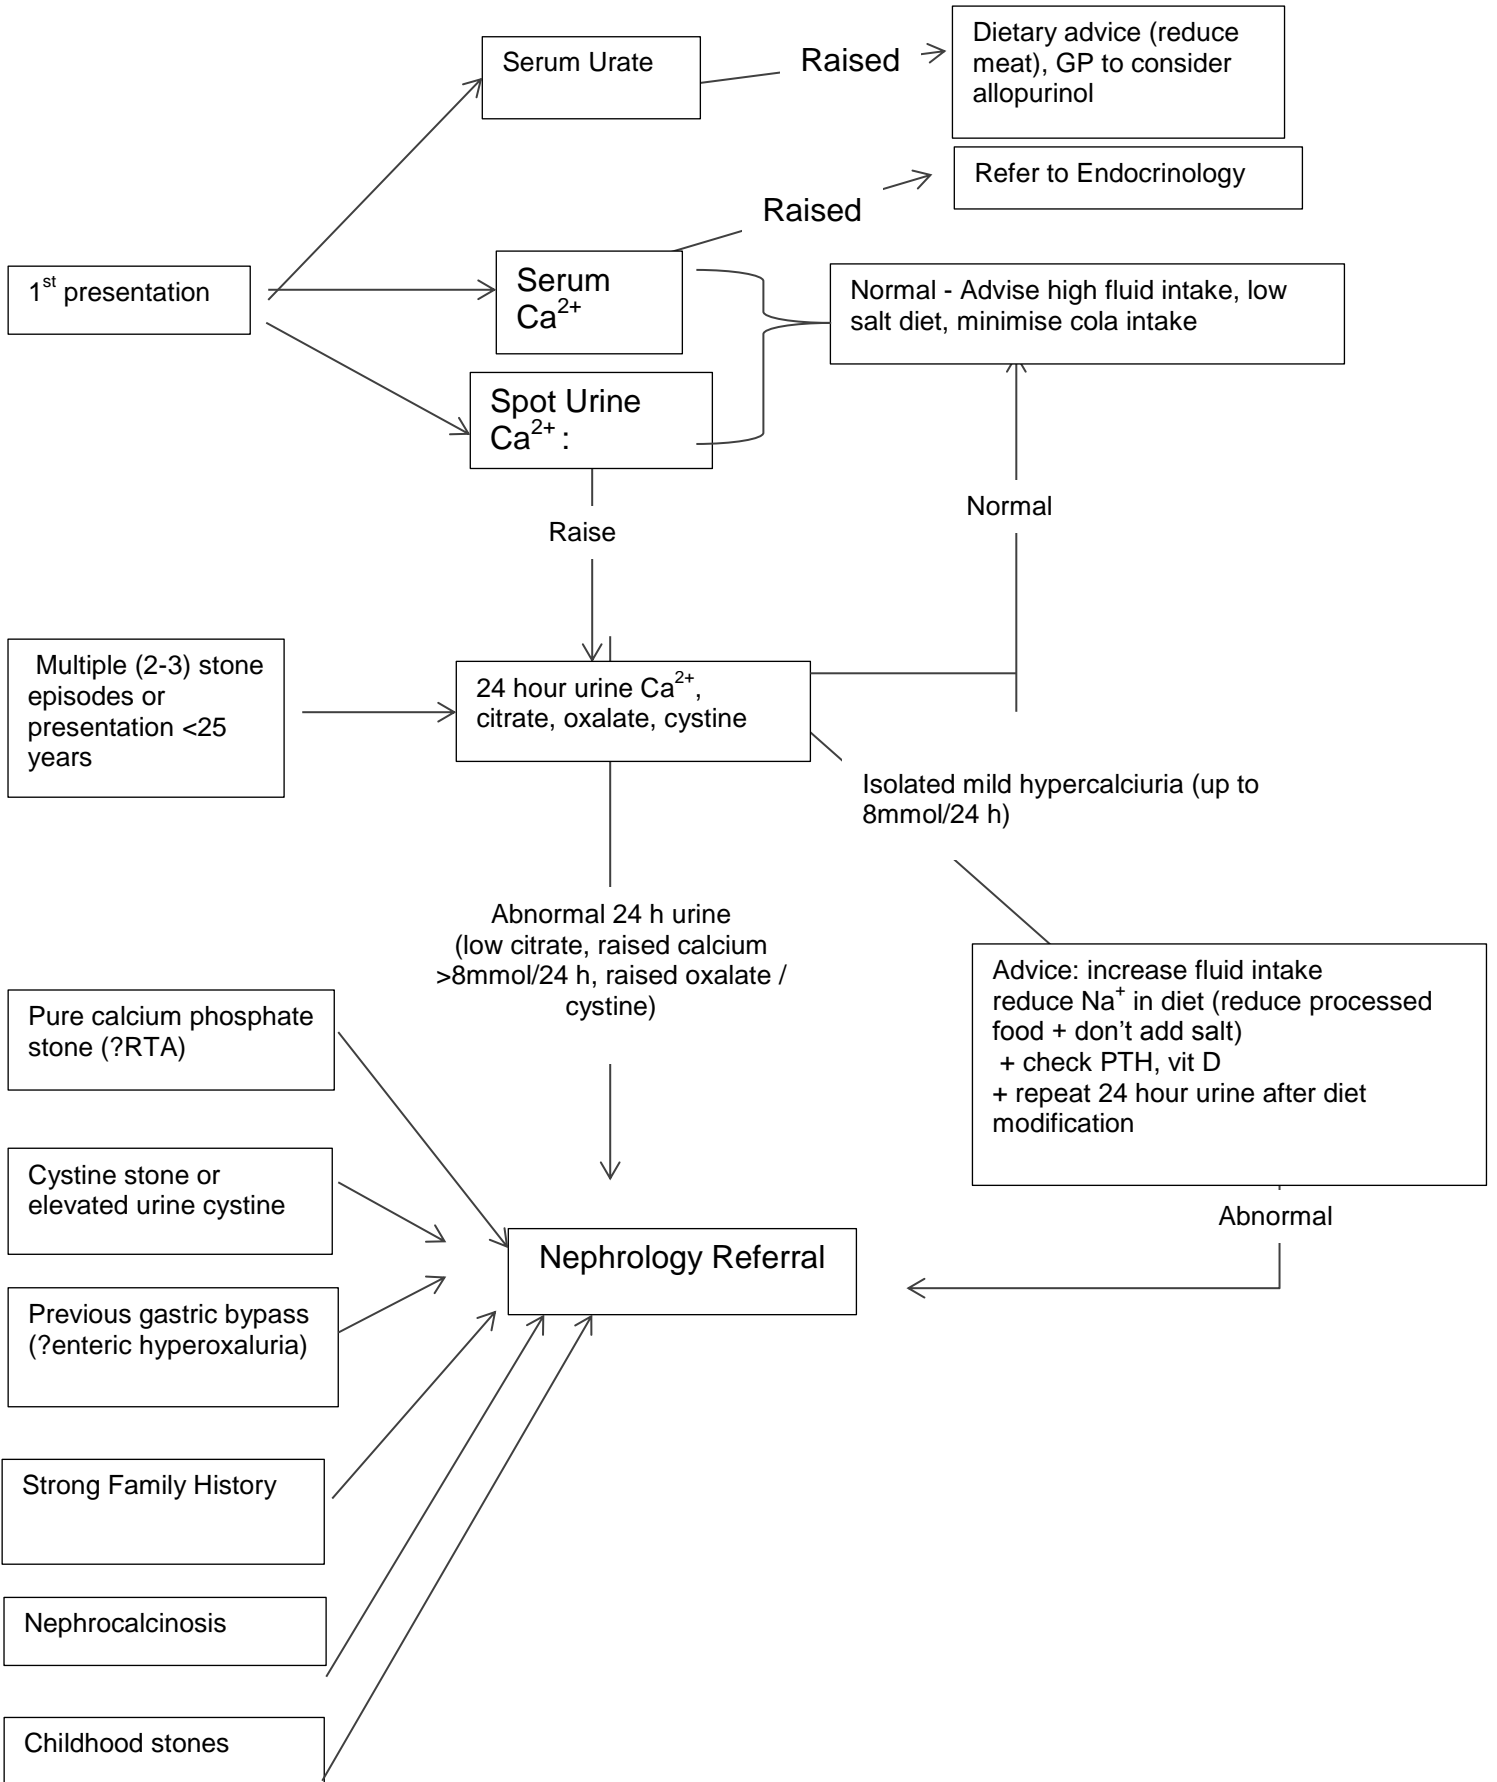 Serum Urate
Raised
Dietary advice (reduce
meat), GP to consider
allopurinol
Refer to Endocrinology
Raised
1st presentation
Serum
Ca2+
Normal - Advise high fluid intake, low
salt diet, minimise cola intake
Spot Urine
Ca2+ :
Normal
Raise
Multiple (2-3) stone
episodes or
presentation <25
years
24 hour urine Ca2+,
citrate, oxalate, cystine
Isolated mild hypercalciuria (up to
8mmol/24 h)
Abnormal 24 h urine
(low citrate, raised calcium
>8mmol/24 h, raised oxalate /
cystine)
Advice: increase fluid intake
reduce Na+ in diet (reduce processed
food + don't add salt)
+ check PTH, vit D
+ repeat 24 hour urine after diet
modification
Pure calcium phosphate
stone (?RTA)
Cystine stone or
elevated urine cystine
Abnormal
Nephrology Referral
Previous gastric bypass
(?enteric hyperoxaluria)
Strong Family History
Nephrocalcinosis
Childhood stones